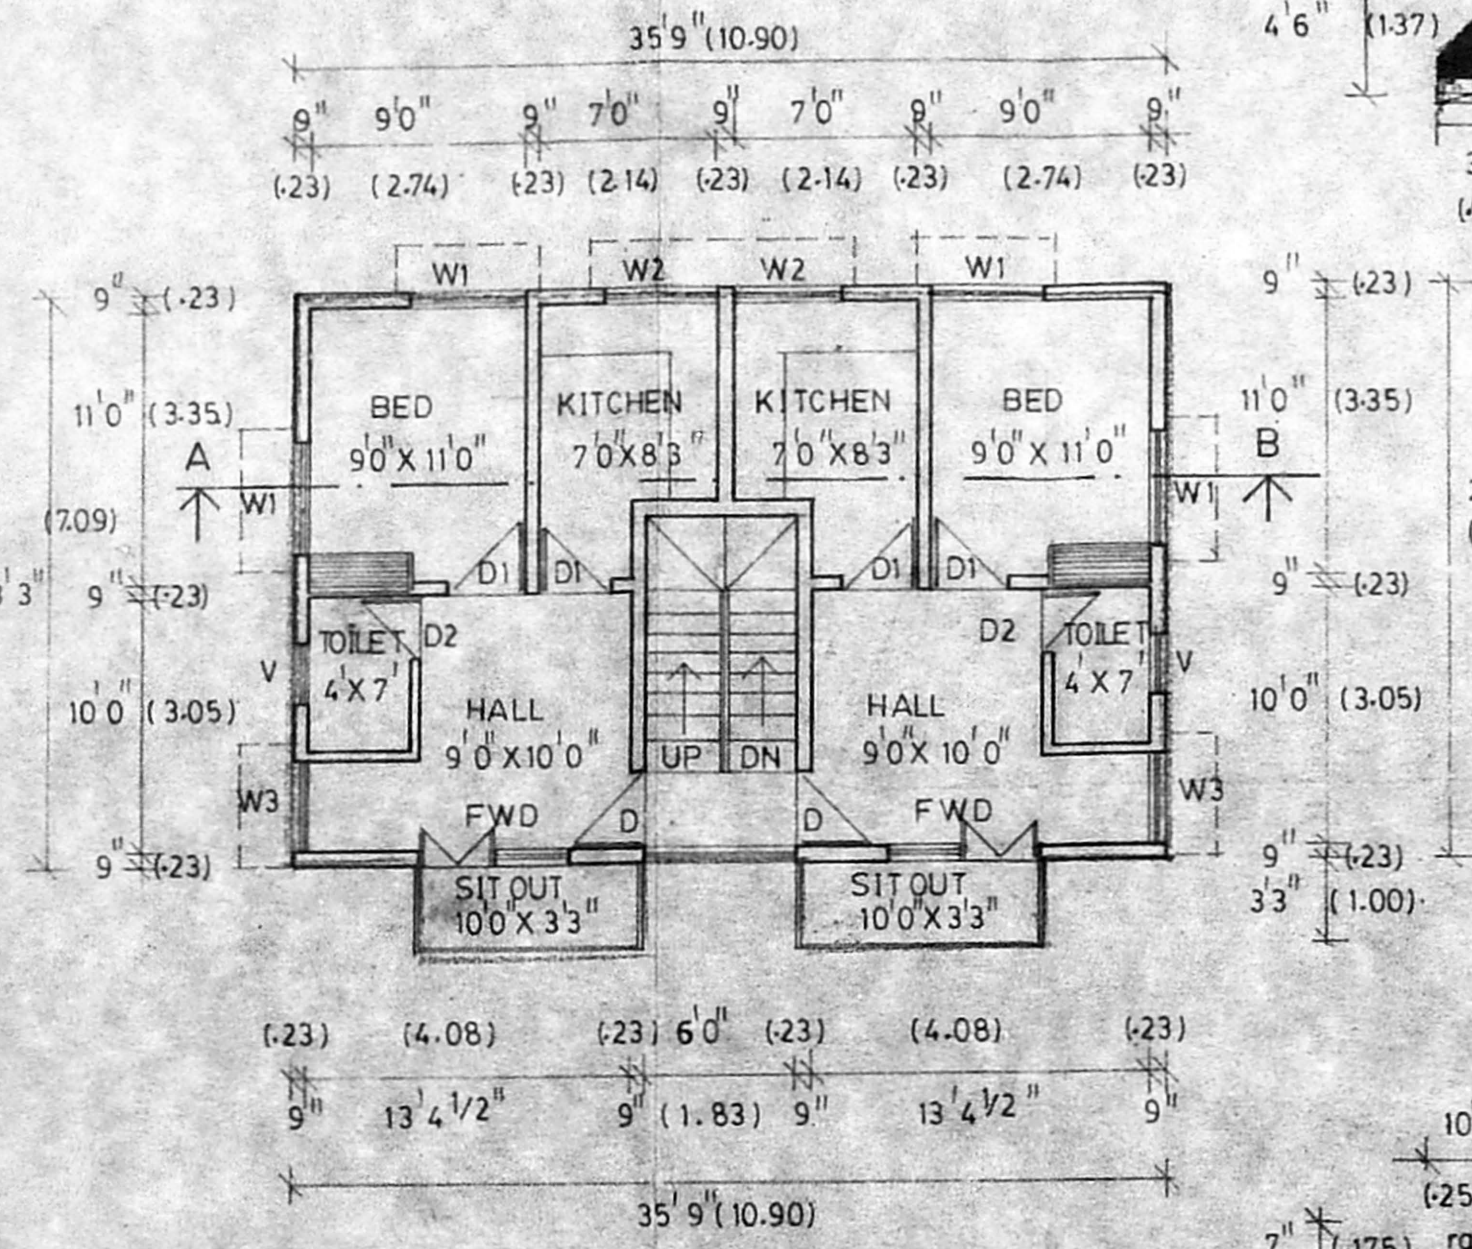 35'9"(10.90)
4'6" (1.37)
9" 9'0" 9" 7'0" 9" 7'0" 9" 9'0" 9"
(.23) (2.74) (.23) (2.14) (.23) (2.14) (.23) (2.74) (.23)
W1 W2 W2 W1
9" (.23) 9" (.23)
11'0" (3.35) BED KITCHEN KITCHEN BED 11'0" (3.35)
A 9'0" X 11'0" 7'0"X8'3" 7'0"X8'3" 9'0" X 11'0" B
W1 W1
(7.09)
D1 D1 D1 D1
3'3" 9" (.23) 9" (.23)
TOILET D2 D2 TOILET
V 4' X 7' 4' X 7' V
10'0" (3.05) HALL HALL 10'0" (3.05)
9'0" X 10'0" UP DN 9'0"X 10'0"
W3 FWD D D FWD W3
9" (.23) 9" (.23)
SIT OUT SIT OUT 3'3" (1.00)
10'0"X 3'3" 10'0"X 3'3"
(.23) (4.08) (.23) 6'0" (.23) (4.08) (.23)
9" 13'4 1/2" 9" (1.83) 9" 13'4 1/2" 9"
10
35'9"(10.90)
(.25
7" (.175)